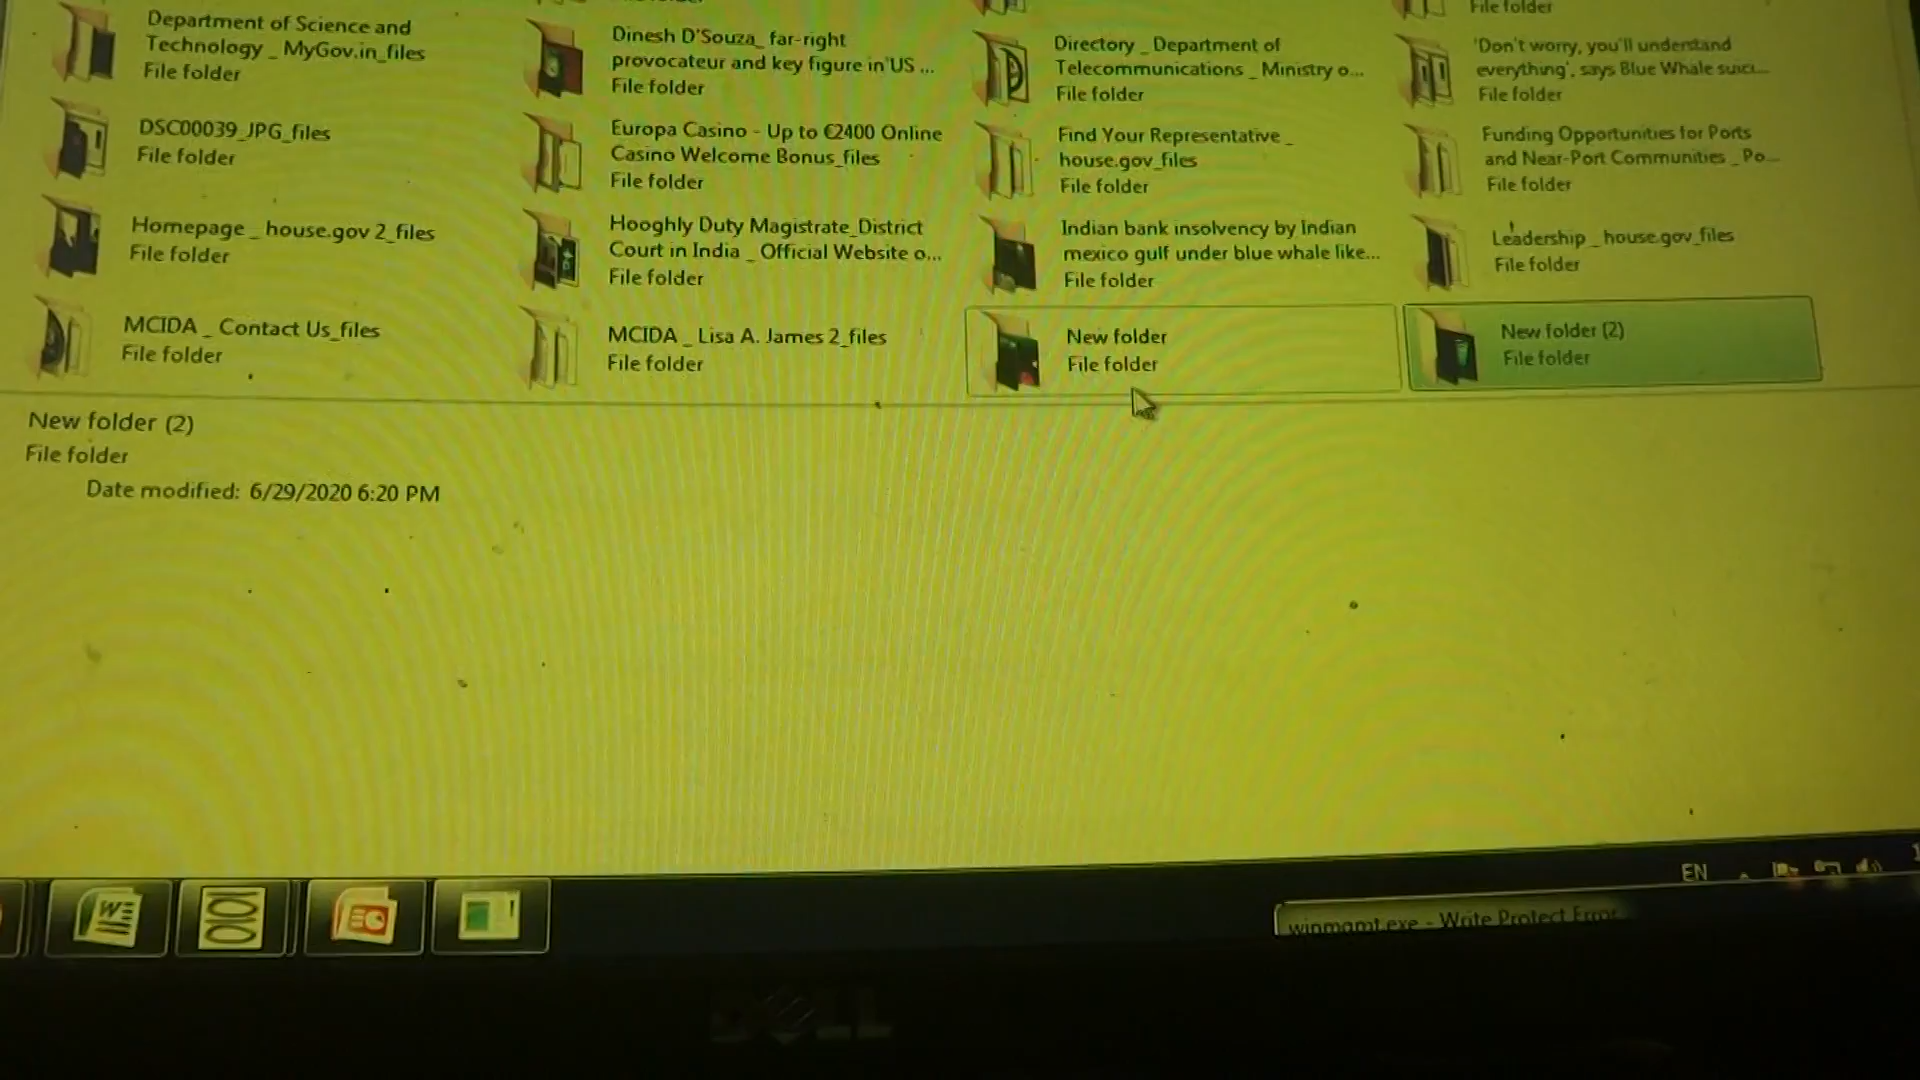 File folder
Department of Science and
Technology _ MyGov.in_files
File folder
Dinesh D'Souza_ far-right
provocateur and key figure in US ...
File folder
Directory _ Department of
Telecommunications _ Ministry o...
File folder
'Don't worry, you'll understand
everything', says Blue Whale suici...
File folder
DSC00039_JPG_files
File folder
Europa Casino - Up to €2400 Online
Casino Welcome Bonus_files
File folder
Find Your Representative _
house.gov_files
File folder
Funding Opportunities for Ports
and Near-Port Communities _ Po...
File folder
Homepage _ house.gov 2_files
File folder
Hooghly Duty Magistrate_District
Court in India _ Official Website o...
File folder
Indian bank insolvency by Indian
mexico gulf under blue whale like...
File folder
Leadership _ house.gov_files
File folder
MCIDA _ Contact Us_files
File folder
MCIDA _ Lisa A. James 2_files
File folder
New folder
File folder
New folder (2)
File folder
New folder (2)
File folder
Date modified: 6/29/2020 6:20 PM
EN
winmgmt.exe - Write Protect Error
DELL